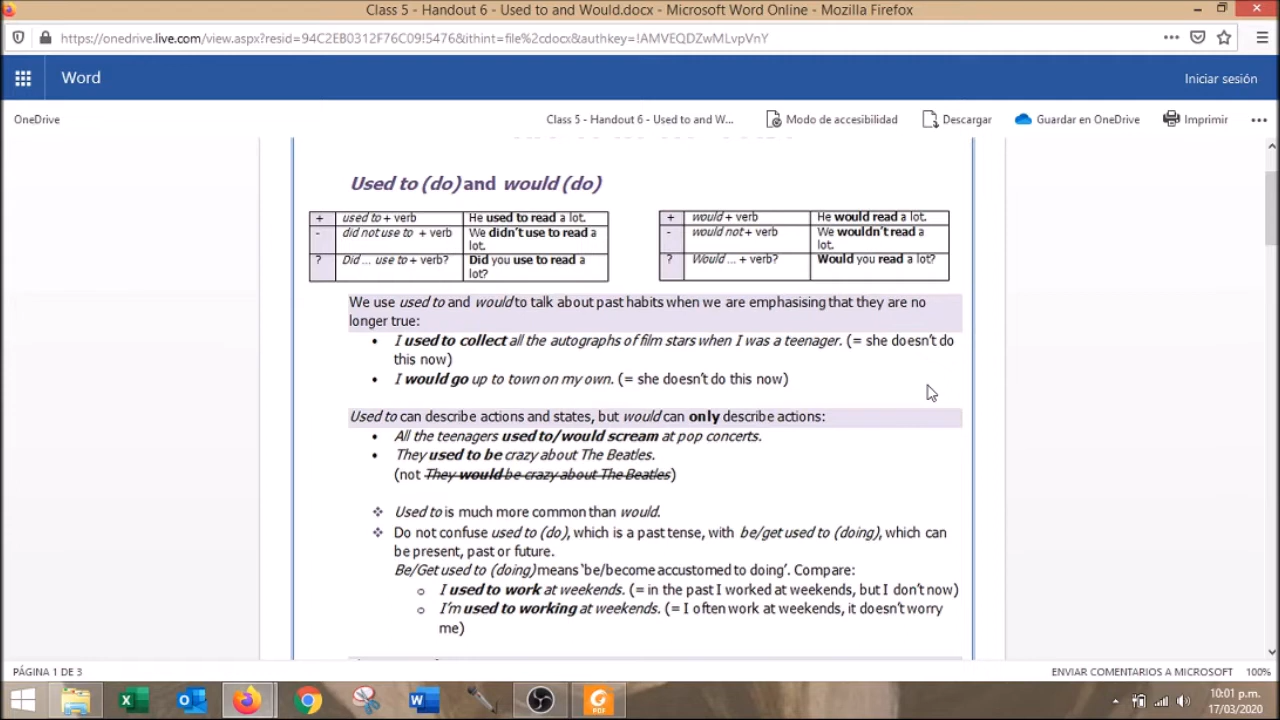 Class 5 - Handout 6 - Used to and Would.docx - Microsoft Word Online - Mozilla Firefox
https://onedrive.live.com/view.aspx?resid=94C2EB0312F76C09!5476&ithint=file%2cdocx&authkey=!AMVEQDZwMLvpVnY
Word
Iniciar sesión
OneDrive
Class 5 - Handout 6 - Used to and W...
Modo de accesibilidad
Descargar
Guardar en OneDrive
Imprimir
Used to (do) and would (do)
+ used to + verb He used to read a lot.
- did not use to + verb We didn't use to read a
lot.
? Did ... use to + verb? Did you use to read a
lot?
+ would + verb He would read a lot.
- would not + verb We wouldn't read a
lot.
? Would ... + verb? Would you read a lot?
We use used to and would to talk about past habits when we are emphasising that they are no
longer true:
• I used to collect all the autographs of film stars when I was a teenager. (= she doesn't do
this now)
• I would go up to town on my own. (= she doesn't do this now)
Used to can describe actions and states, but would can only describe actions:
• All the teenagers used to/would scream at pop concerts.
• They used to be crazy about The Beatles.
(not They would be crazy about The Beatles)
❖ Used to is much more common than would.
❖ Do not confuse used to (do), which is a past tense, with be/get used to (doing), which can
be present, past or future.
Be/Get used to (doing) means 'be/become accustomed to doing'. Compare:
o I used to work at weekends. (= in the past I worked at weekends, but I don't now)
o I'm used to working at weekends. (= I often work at weekends, it doesn't worry
me)
PÁGINA 1 DE 3
ENVIAR COMENTARIOS A MICROSOFT
100%
PDF
10:01 p.m.
17/03/2020